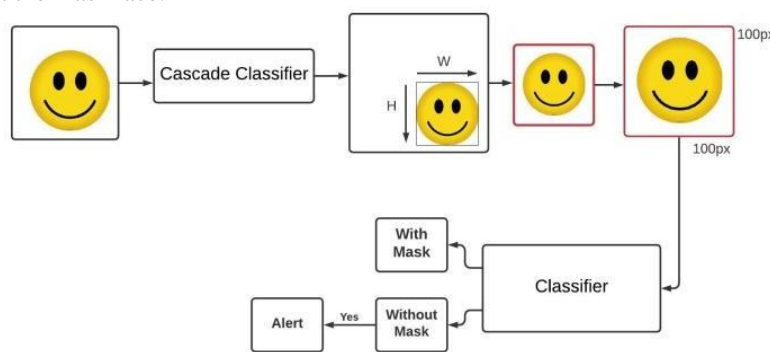 100px
W
Cascade Classifier
H
100px
With
Mask
Classifier
Without
Mask
Yes
Alert